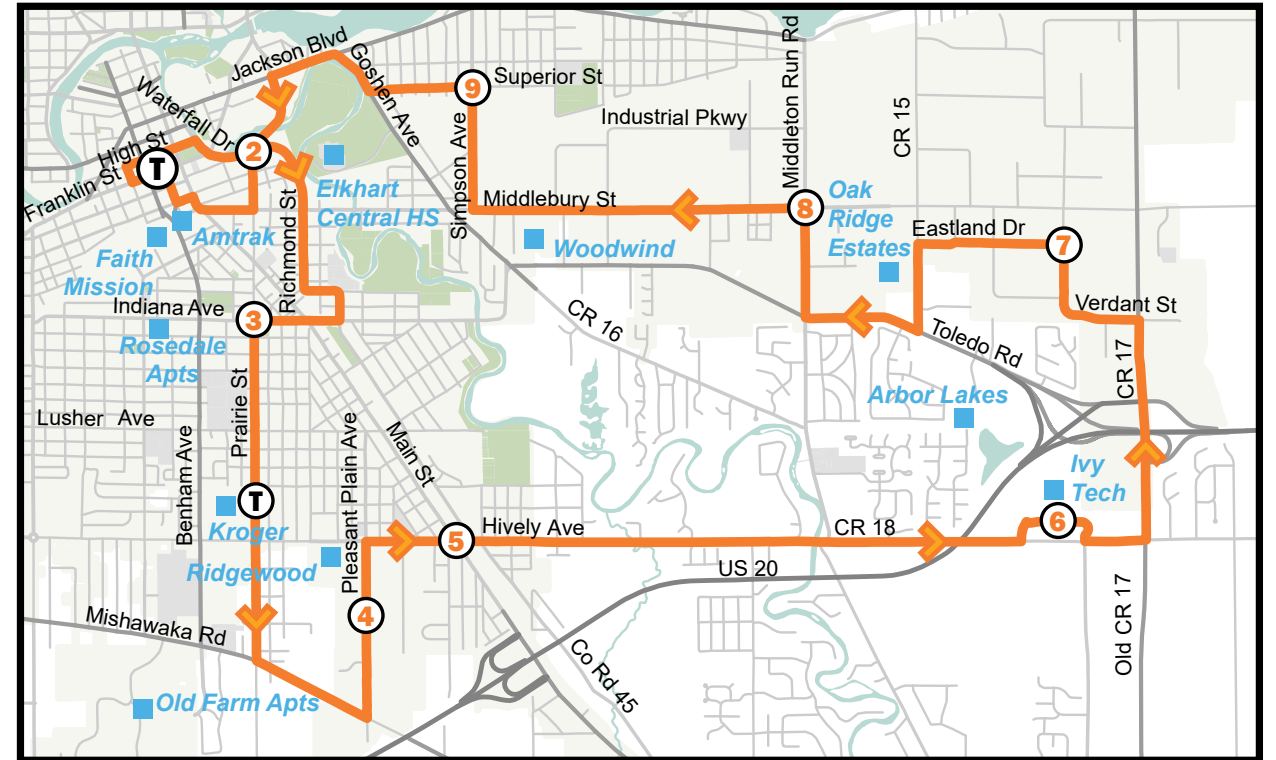 Jackson Blvd
Goshen Ave
Middleton Run Rd
9
Superior St
Waterfall Dr
Industrial Pkwy
CR 15
High St
T
2
Franklin St
Elkhart
Central HS
Simpson Ave
Middlebury St
8
Oak
Ridge
Estates
Richmond St
Amtrak
Faith
Mission
Woodwind
Eastland Dr
7
Indiana Ave
3
CR 16
Verdant St
Rosedale
Apts
Toledo Rd
CR 17
Prairie St
Arbor Lakes
Lusher Ave
Pleasant Plain Ave
Main St
Benham Ave
T
Kroger
Ivy
Tech
6
Ridgewood
5
Hively Ave
CR 18
US 20
4
Mishawaka Rd
Old CR 17
Co Rd 45
Old Farm Apts